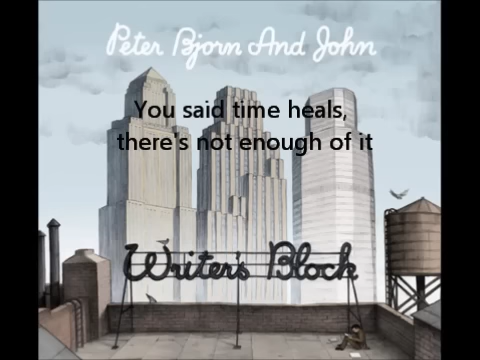 Peter Bjorn And John
You said time heals,
there's not enough of it
Writer's Block